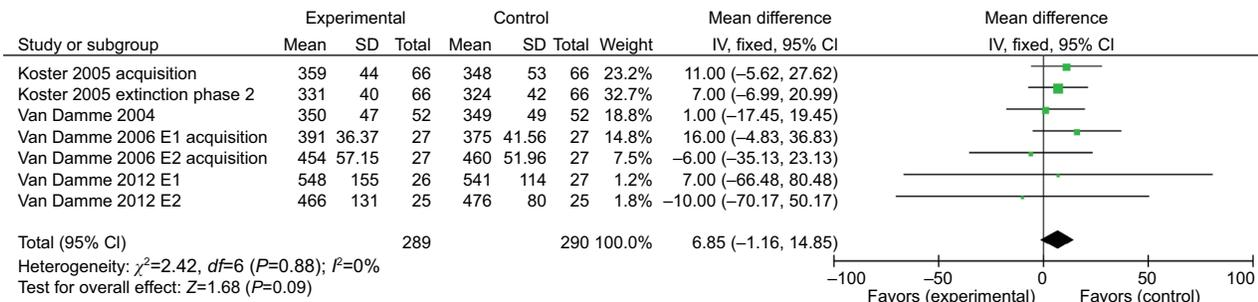 Experimental Control Mean difference Mean difference
Study or subgroup Mean SD Total Mean SD Total Weight IV, fixed, 95% CI IV, fixed, 95% CI
Koster 2005 acquisition 359 44 66 348 53 66 23.2% 11.00 (–5.62, 27.62)
Koster 2005 extinction phase 2 331 40 66 324 42 66 32.7% 7.00 (–6.99, 20.99)
Van Damme 2004 350 47 52 349 49 52 18.8% 1.00 (–17.45, 19.45)
Van Damme 2006 E1 acquisition 391 36.37 27 375 41.56 27 14.8% 16.00 (–4.83, 36.83)
Van Damme 2006 E2 acquisition 454 57.15 27 460 51.96 27 7.5% –6.00 (–35.13, 23.13)
Van Damme 2012 E1 548 155 26 541 114 27 1.2% 7.00 (–66.48, 80.48)
Van Damme 2012 E2 466 131 25 476 80 25 1.8% –10.00 (–70.17, 50.17)
Total (95% CI) 289 290 100.0% 6.85 (–1.16, 14.85)
Heterogeneity: χ²=2.42, df=6 (P=0.88); I²=0%
Test for overall effect: Z=1.68 (P=0.09)
–100 –50 0 50 100
Favors (experimental) Favors (control)